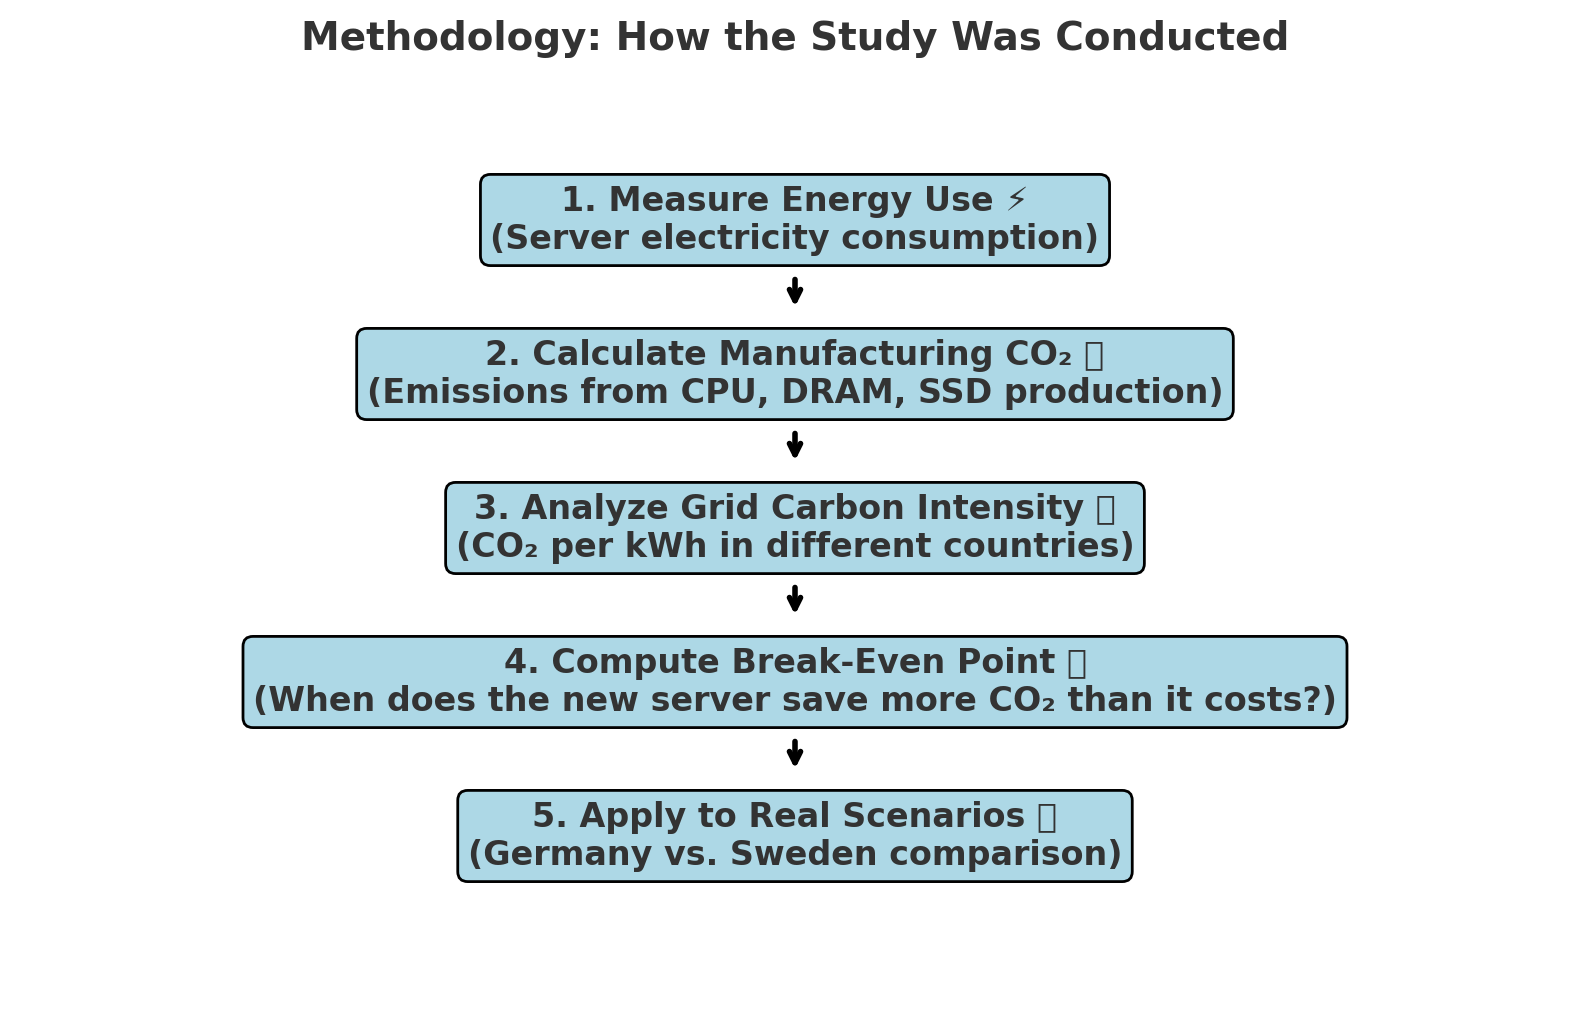 Methodology: How the Study Was Conducted
1. Measure Energy Use ⚡
(Server electricity consumption)
2. Calculate Manufacturing CO₂
(Emissions from CPU, DRAM, SSD production)
3. Analyze Grid Carbon Intensity
(CO₂ per kWh in different countries)
4. Compute Break-Even Point
(When does the new server save more CO₂ than it costs?)
5. Apply to Real Scenarios
(Germany vs. Sweden comparison)